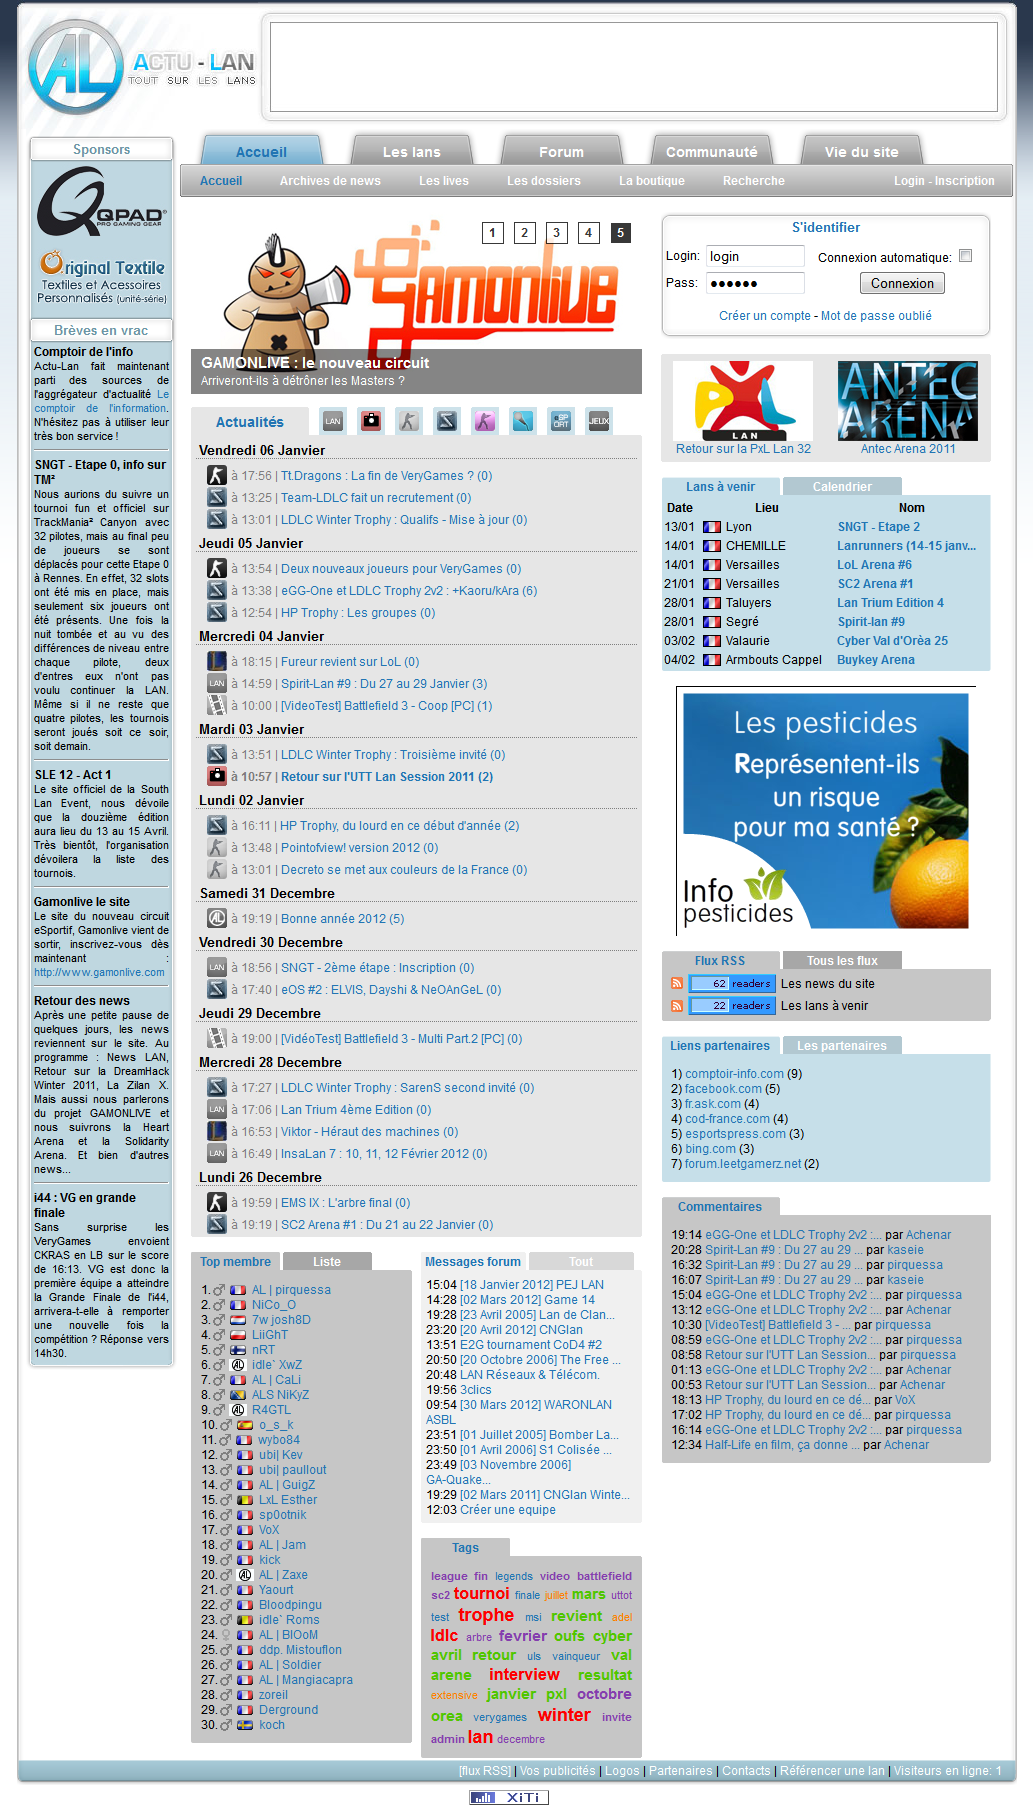 ACTU - LAN
TOUT SUR LES LANS
Accueil
Les lans
Forum
Communauté
Vie du site
Accueil
Archives de news
Les lives
Les dossiers
La boutique
Recherche
Login - Inscription
Sponsors
QPAD
PRO GAMING GEAR
Original Textile
Textiles et Acessoires
Personnalisés (unité-série)
Brèves en vrac
Comptoir de l'info
Actu-Lan fait maintenant
parti des sources de
l'aggrégateur d'actualité Le
comptoir de l'information.
N'hésitez pas à utiliser leur
très bon service !
SNGT - Etape 0, info sur
TM²
Nous aurions du suivre un
tournoi fun et officiel sur
TrackMania² Canyon avec
32 pilotes, mais au final peu
de joueurs se sont
déplacés pour cette Etape 0
à Rennes. En effet, 32 slots
ont été mis en place, mais
seulement six joueurs ont
été présents. Une fois la
nuit tombée et au vu des
différences de niveau entre
chaque pilote, deux
d'entres eux n'ont pas
voulu continuer la LAN.
Même si il ne reste que
quatre pilotes, les tournois
seront joués soit ce soir,
soit demain.
SLE 12 - Act 1
Le site officiel de la South
Lan Event, nous dévoile
que la douzième édition
aura lieu du 13 au 15 Avril.
Très bientôt, l'organisation
dévoilera la liste des
tournois.
Gamonlive le site
Le site du nouveau circuit
eSportif, Gamonlive vient de
sortir, inscrivez-vous dès
maintenant :
http://www.gamonlive.com
Retour des news
Après une petite pause de
quelques jours, les news
reviennent sur le site. Au
programme : News LAN,
Retour sur la DreamHack
Winter 2011, La Zilan X.
Mais aussi nous parlerons
du projet GAMONLIVE et
nous suivrons la Heart
Arena et la Solidarity
Arena. Et bien d'autres
news...
i44 : VG en grande
finale
Sans surprise les
VeryGames envoient
CKRAS en LB sur le score
de 16:13. VG est donc la
première équipe a atteindre
la Grande Finale de l'i44,
arrivera-t-elle à remporter
une nouvelle fois la
compétition ? Réponse vers
14h30.
1 2 3 4 5
Gamonlive
GAMONLIVE : le nouveau circuit
Arriveront-ils à détrôner les Masters ?
Actualités
LAN
ESPORT
JEUX
Vendredi 06 Janvier
à 17:56 | Tt.Dragons : La fin de VeryGames ? (0)
à 13:25 | Team-LDLC fait un recrutement (0)
à 13:01 | LDLC Winter Trophy : Qualifs - Mise à jour (0)
Jeudi 05 Janvier
à 13:54 | Deux nouveaux joueurs pour VeryGames (0)
à 13:38 | eGG-One et LDLC Trophy 2v2 : +Kaoru/kAra (6)
à 12:54 | HP Trophy : Les groupes (0)
Mercredi 04 Janvier
à 18:15 | Fureur revient sur LoL (0)
LAN à 14:59 | Spirit-Lan #9 : Du 27 au 29 Janvier (3)
à 10:00 | [VideoTest] Battlefield 3 - Coop [PC] (1)
Mardi 03 Janvier
à 13:51 | LDLC Winter Trophy : Troisième invité (0)
à 10:57 | Retour sur l'UTT Lan Session 2011 (2)
Lundi 02 Janvier
à 16:11 | HP Trophy, du lourd en ce début d'année (2)
à 13:48 | Pointofview! version 2012 (0)
à 13:01 | Decreto se met aux couleurs de la France (0)
Samedi 31 Decembre
à 19:19 | Bonne année 2012 (5)
Vendredi 30 Decembre
LAN à 18:56 | SNGT - 2ème étape : Inscription (0)
à 17:40 | eOS #2 : ELVIS, Dayshi & NeOAnGeL (0)
Jeudi 29 Decembre
à 19:00 | [VidéoTest] Battlefield 3 - Multi Part.2 [PC] (0)
Mercredi 28 Decembre
à 17:27 | LDLC Winter Trophy : SarenS second invité (0)
LAN à 17:06 | Lan Trium 4ème Edition (0)
à 16:53 | Viktor - Héraut des machines (0)
LAN à 16:49 | InsaLan 7 : 10, 11, 12 Février 2012 (0)
Lundi 26 Decembre
à 19:59 | EMS IX : L'arbre final (0)
à 19:19 | SC2 Arena #1 : Du 21 au 22 Janvier (0)
Top membre
Liste
1. AL | pirquessa
2. NiCo_O
3. 7w josh8D
4. LiiGhT
5. nRT
6. idle` XwZ
7. AL | CaLi
8. ALS NiKyZ
9. R4GTL
10. o_s_k
11. wybo84
12. ubi| Kev
13. ubi| paullout
14. AL | GuigZ
15. LxL Esther
16. sp0otnik
17. VoX
18. AL | Jam
19. kick
20. AL | Zaxe
21. Yaourt
22. Bloodpingu
23. idle` Roms
24. AL | BlOoM
25. ddp. Mistouflon
26. AL | Soldier
27. AL | Mangiacapra
28. zoreil
29. Derground
30. koch
Messages forum
Tout
15:04 [18 Janvier 2012] PEJ LAN
14:28 [02 Mars 2012] Game 14
19:28 [23 Avril 2005] Lan de Clan...
23:20 [20 Avril 2012] CNGlan
13:51 E2G tournament CoD4 #2
20:50 [20 Octobre 2006] The Free ...
20:48 LAN Réseaux & Télécom.
19:56 3clics
09:54 [30 Mars 2012] WARONLAN
ASBL
23:51 [01 Juillet 2005] Bomber La...
23:50 [01 Avril 2006] S1 Colisée ...
23:49 [03 Novembre 2006]
GA-Quake...
19:29 [02 Mars 2011] CNGlan Winte...
12:03 Créer une equipe
Tags
league fin legends video battlefield
sc2 tournoi finale juillet mars uttot
test trophe msi revient adel
ldlc arbre fevrier oufs cyber
avril retour uls vainqueur val
arene interview resultat
extensive janvier pxl octobre
orea verygames winter invite
admin lan decembre
S'identifier
Login: login Connexion automatique:
Pass: ●●●●●● Connexion
Créer un compte - Mot de passe oublié
PXL
LAN
Retour sur la PxL Lan 32
ANTEC
ARENA
Antec Arena 2011
Lans à venir
Calendrier
Date Lieu Nom
13/01 Lyon SNGT - Etape 2
14/01 CHEMILLE Lanrunners (14-15 janv...
14/01 Versailles LoL Arena #6
21/01 Versailles SC2 Arena #1
28/01 Taluyers Lan Trium Edition 4
28/01 Segré Spirit-lan #9
03/02 Valaurie Cyber Val d'Orèa 25
04/02 Armbouts Cappel Buykey Arena
Les pesticides
Représentent-ils
un risque
pour ma santé ?
Info
pesticides
Flux RSS
Tous les flux
62 readers Les news du site
22 readers Les lans à venir
Liens partenaires
Les partenaires
1) comptoir-info.com (9)
2) facebook.com (5)
3) fr.ask.com (4)
4) cod-france.com (4)
5) esportspress.com (3)
6) bing.com (3)
7) forum.leetgamerz.net (2)
Commentaires
19:14 eGG-One et LDLC Trophy 2v2 :... par Achenar
20:28 Spirit-Lan #9 : Du 27 au 29 ... par kaseie
16:32 Spirit-Lan #9 : Du 27 au 29 ... par pirquessa
16:07 Spirit-Lan #9 : Du 27 au 29 ... par kaseie
15:04 eGG-One et LDLC Trophy 2v2 :... par pirquessa
13:12 eGG-One et LDLC Trophy 2v2 :... par Achenar
10:30 [VideoTest] Battlefield 3 - ... par pirquessa
08:59 eGG-One et LDLC Trophy 2v2 :... par pirquessa
08:58 Retour sur l'UTT Lan Session... par pirquessa
01:13 eGG-One et LDLC Trophy 2v2 :... par Achenar
00:53 Retour sur l'UTT Lan Session... par Achenar
18:13 HP Trophy, du lourd en ce dé... par VoX
17:02 HP Trophy, du lourd en ce dé... par pirquessa
16:14 eGG-One et LDLC Trophy 2v2 :... par pirquessa
12:34 Half-Life en film, ça donne ... par Achenar
[flux RSS] | Vos publicités | Logos | Partenaires | Contacts | Référencer une lan | Visiteurs en ligne: 1
XiTi